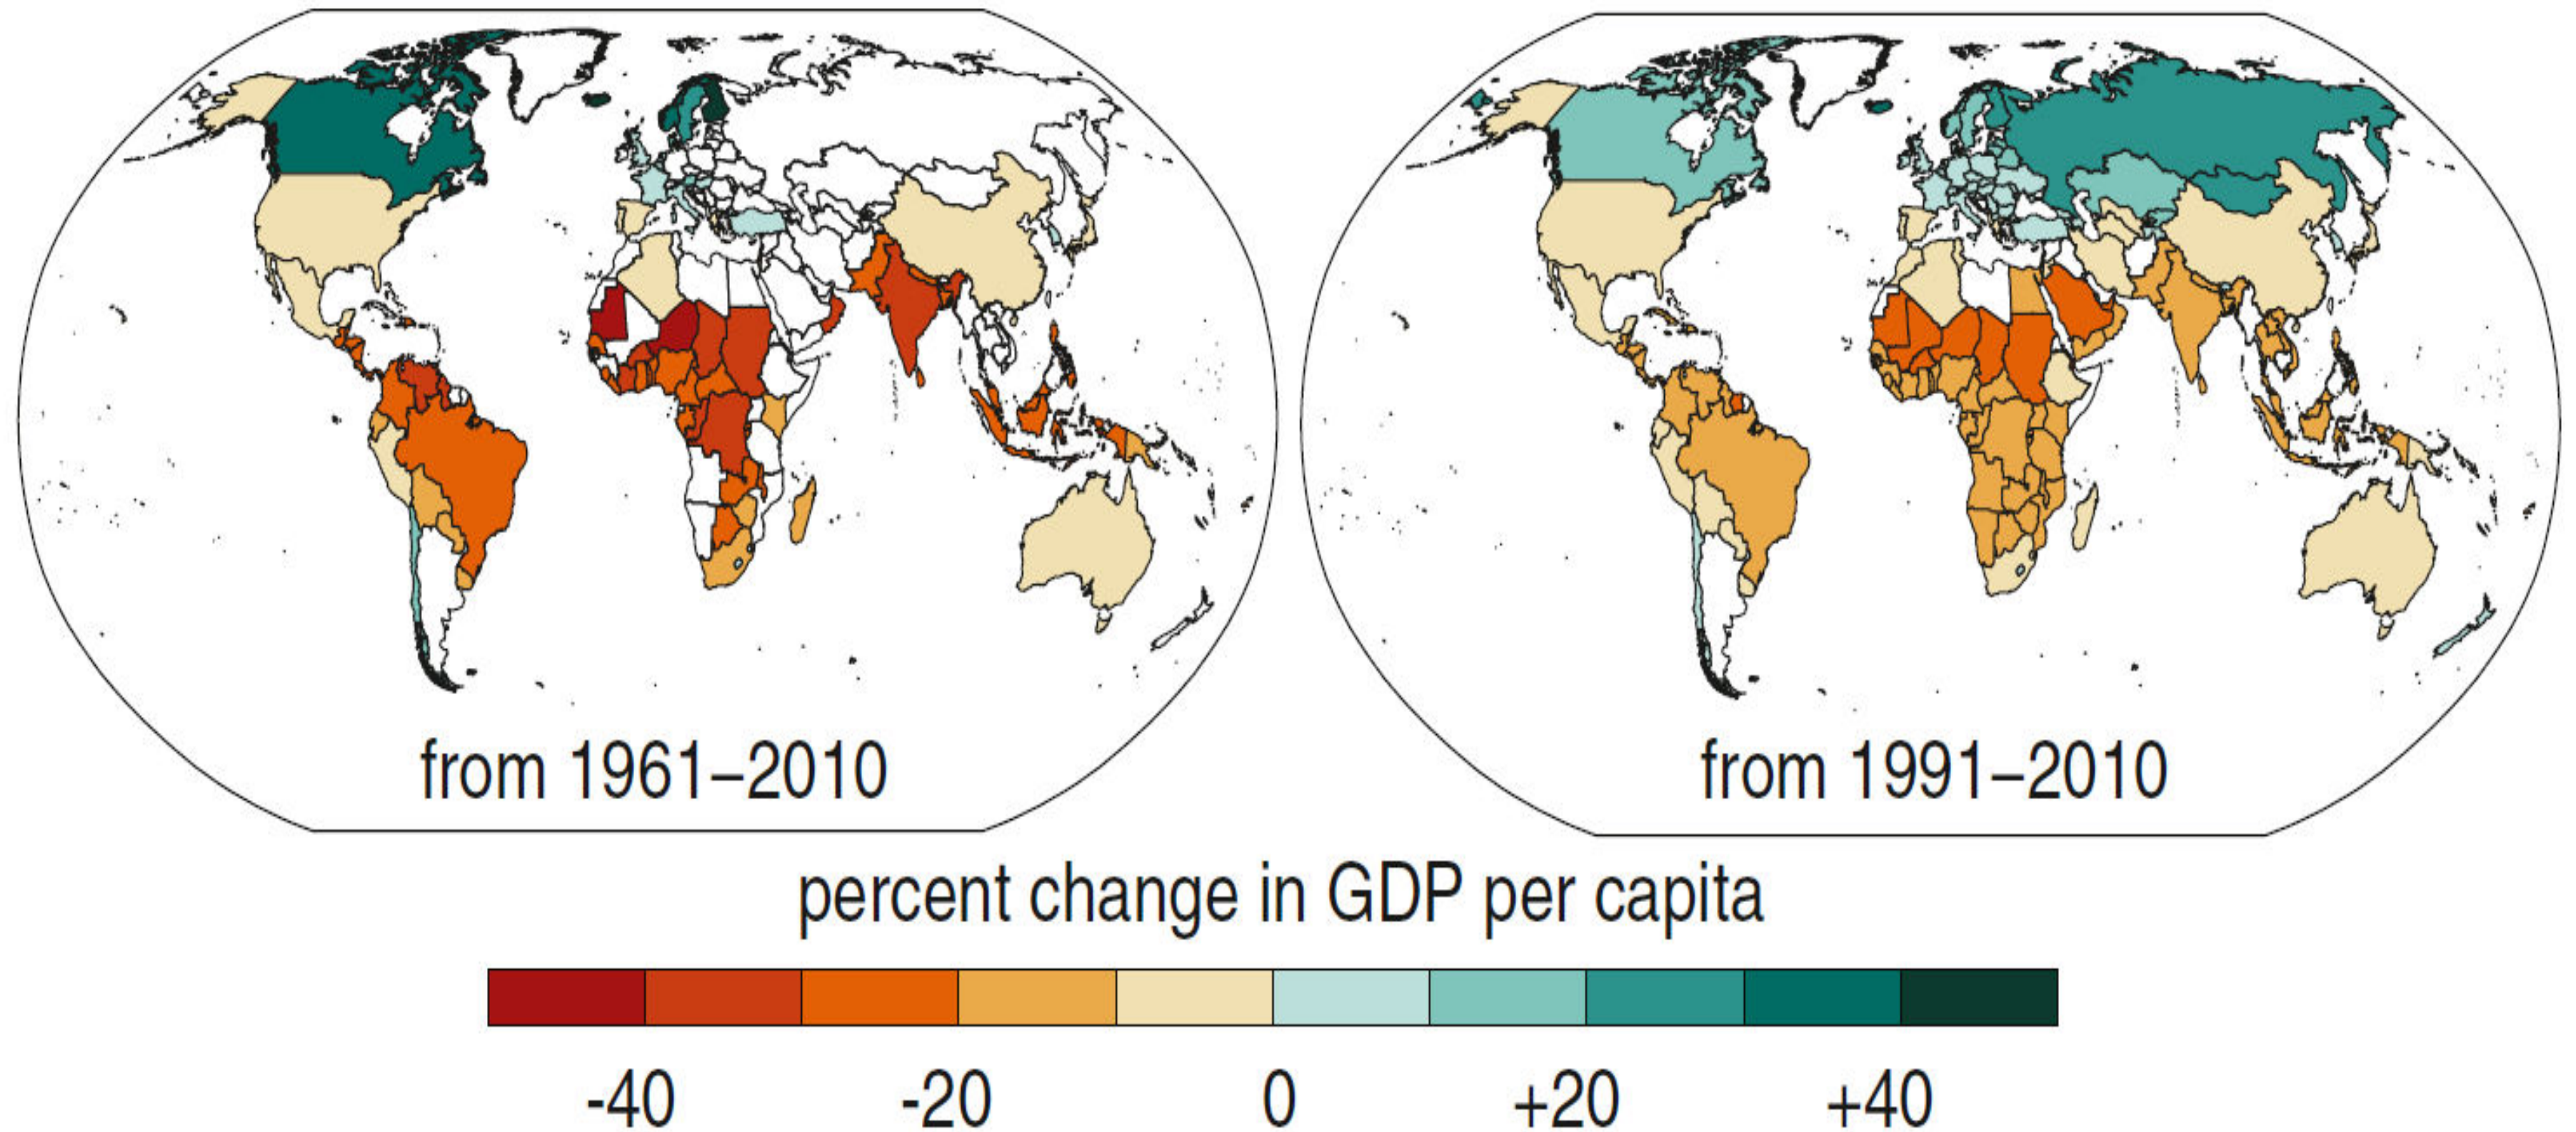 from 1961–2010
from 1991–2010
percent change in GDP per capita
-40 -20 0 +20 +40